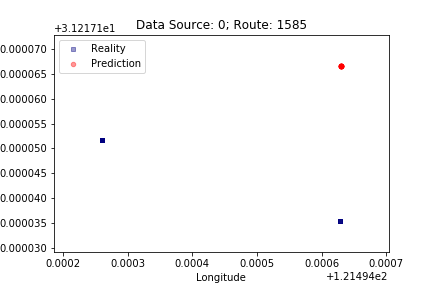 Data Source: 0; Route: 1585
+3.12171e1
Reality
Prediction
0.000070
0.000065
0.000060
0.000055
0.000050
0.000045
0.000040
0.000035
0.000030
0.0002 0.0003 0.0004 0.0005 0.0006 0.0007
Longitude
+1.21494e2